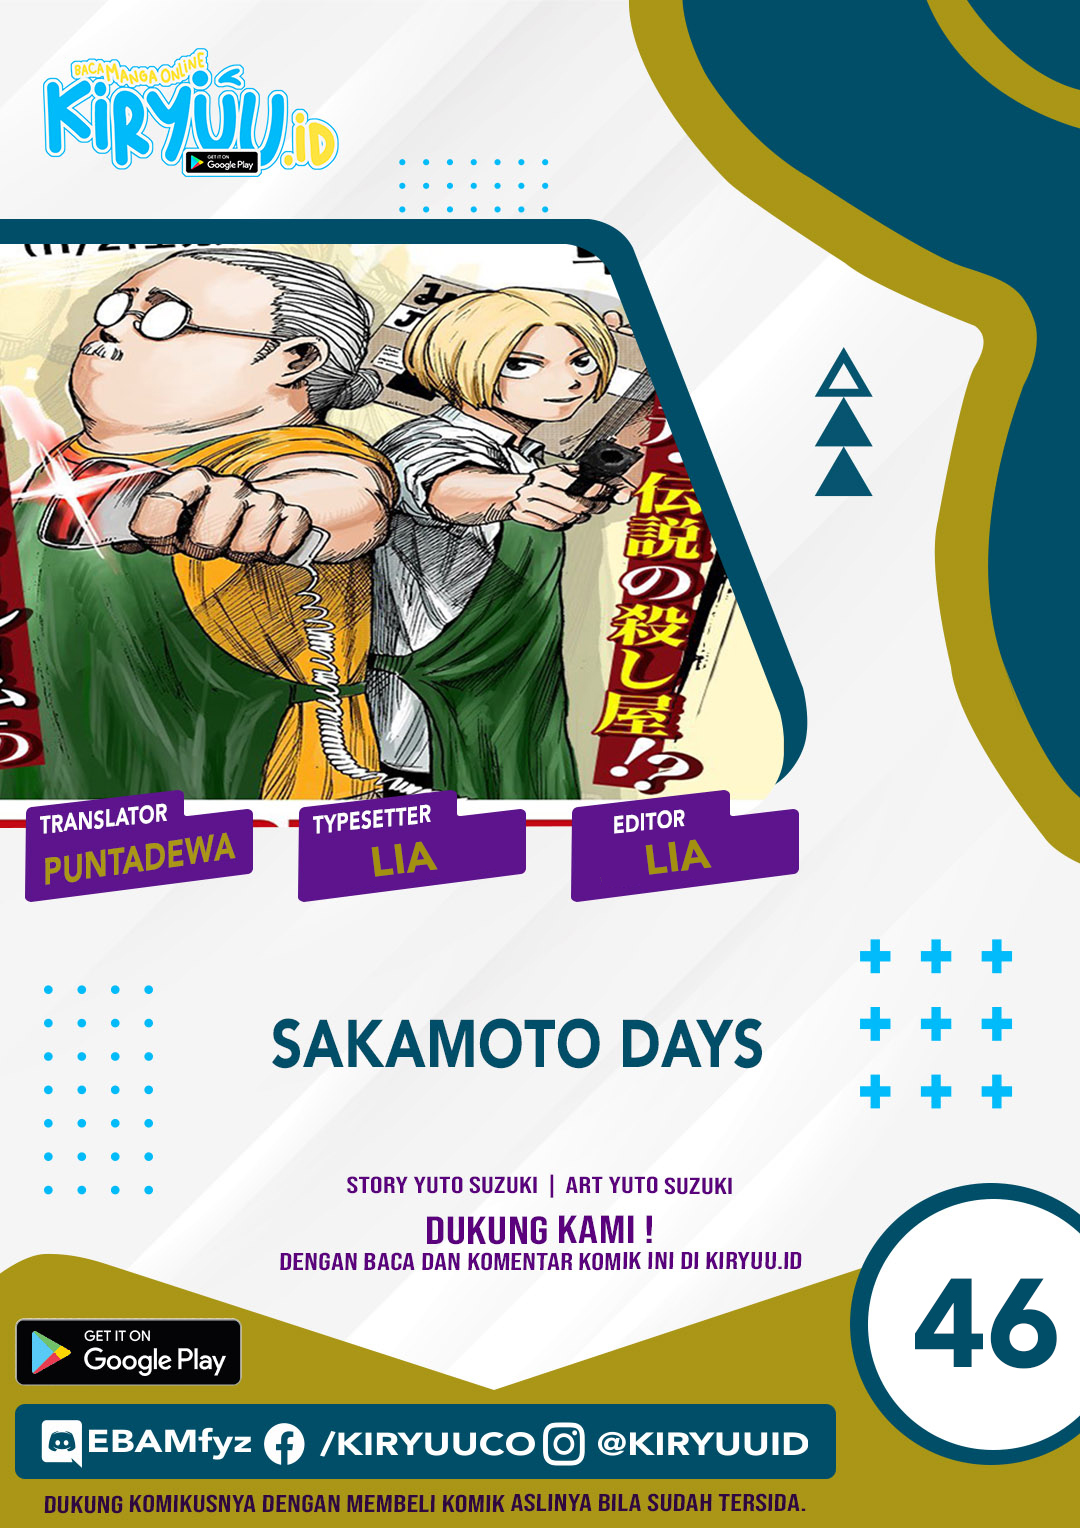 BACA MANGA ONLINE
KIRYUU.ID
GET IT ON
Google Play
伝説の殺し屋!?
TRANSLATOR
PUNTADEWA
TYPESETTER
LIA
EDITOR
LIA
SAKAMOTO DAYS
STORY YUTO SUZUKI | ART YUTO SUZUKI
DUKUNG KAMI !
DENGAN BACA DAN KOMENTAR KOMIK INI DI KIRYUU.ID
46
GET IT ON
Google Play
EBAMfyz /KIRYUUCO @KIRYUUID
DUKUNG KOMIKUSNYA DENGAN MEMBELI KOMIK ASLINYA BILA SUDAH TERSIDA.